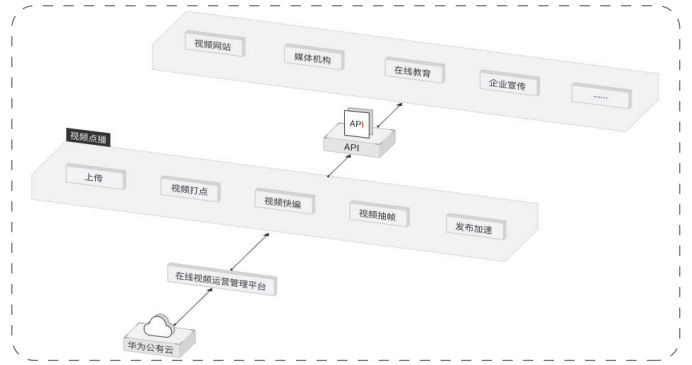 视频网站
媒体机构
在线教育
企业宣传
......
API
API
视频点播
上传
视频打点
视频快编
视频抽帧
发布加速
在线视频运营管理平台
华为公有云